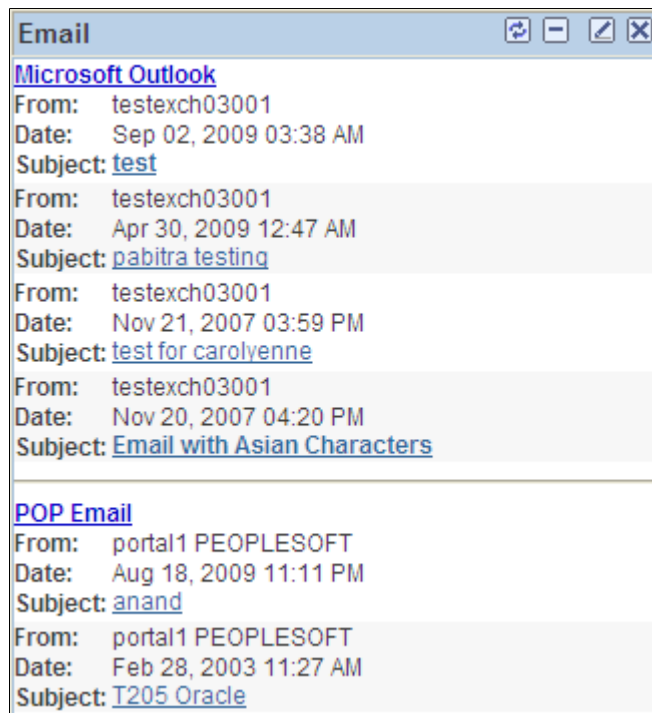 Email
Microsoft Outlook
From: testexch03001
Date: Sep 02, 2009 03:38 AM
Subject: test
From: testexch03001
Date: Apr 30, 2009 12:47 AM
Subject: pabitra testing
From: testexch03001
Date: Nov 21, 2007 03:59 PM
Subject: test for carolyenne
From: testexch03001
Date: Nov 20, 2007 04:20 PM
Subject: Email with Asian Characters
POP Email
From: portal1 PEOPLESOFT
Date: Aug 18, 2009 11:11 PM
Subject: anand
From: portal1 PEOPLESOFT
Date: Feb 28, 2003 11:27 AM
Subject: T205 Oracle